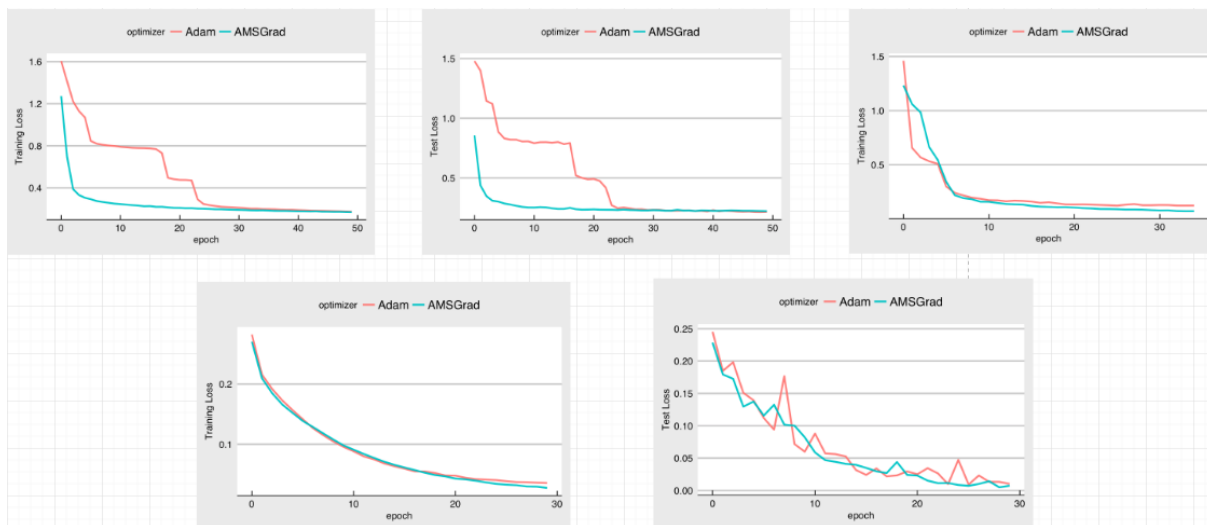 optimizer Adam AMSGrad
1.6
1.2
0.8
0.4
Training Loss
0 10 20 30 40 50
epoch
optimizer Adam AMSGrad
1.5
1.0
0.5
Test Loss
0 10 20 30 40 50
epoch
optimizer Adam AMSGrad
1.5
1.0
0.5
Training Loss
0 10 20 30
epoch
optimizer Adam AMSGrad
0.2
0.1
Training Loss
0 10 20 30
epoch
optimizer Adam AMSGrad
0.25
0.20
0.15
0.10
0.05
0.00
Test Loss
0 10 20 30
epoch